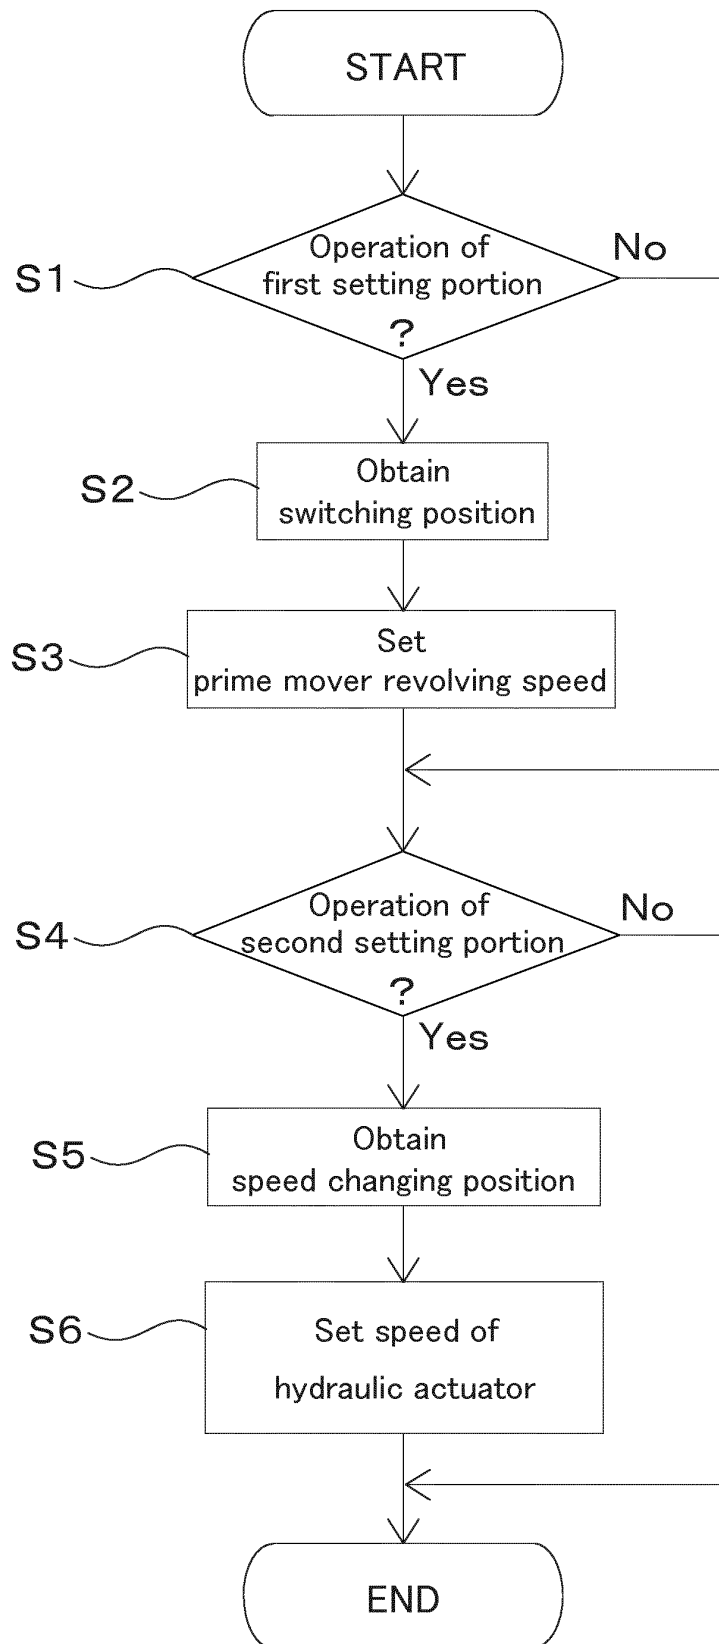 START
Operation of
first setting portion
?
No
S1
Yes
S2
Obtain
switching position
S3
Set
prime mover revolving speed
Operation of
second setting portion
?
No
S4
Yes
S5
Obtain
speed changing position
S6
Set speed of
hydraulic actuator
END